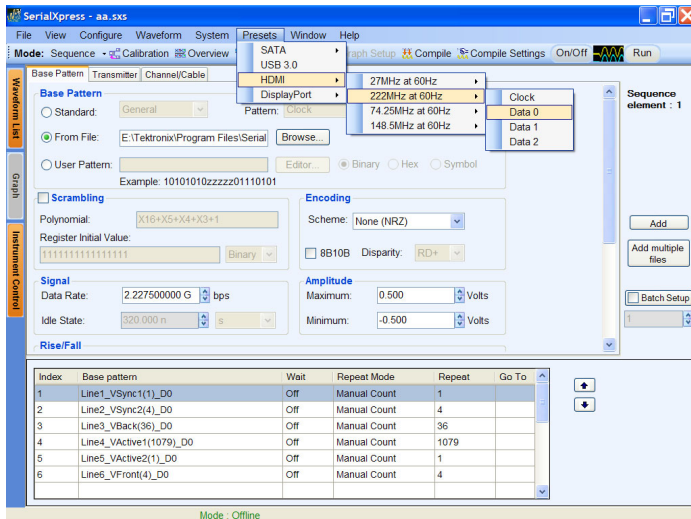 SerialXpress - aa.sxs
File View Configure Waveform System Presets Window Help
Mode: Sequence Calibration Overview Graph Setup Compile Compile Settings On/Off Run
SATA
USB 3.0
HDMI
DisplayPort
27MHz at 60Hz
222MHz at 60Hz
74.25MHz at 60Hz
148.5MHz at 60Hz
Clock
Data 0
Data 1
Data 2
Waveform List
Graph
Instrument Control
Base Pattern Transmitter Channel/Cable
Base Pattern
Standard: General Pattern: Clock
From File: E:\Tektronix\Program Files\Serial Browse...
User Pattern: Editor... Binary Hex Symbol
Example: 10101010zzzzz01110101
Scrambling
Polynomial: X16+X5+X4+X3+1
Register Initial Value:
1111111111111111 Binary
Encoding
Scheme: None (NRZ)
8B10B Disparity: RD+
Signal
Data Rate: 2.227500000 G bps
Idle State: 320.000 n s
Amplitude
Maximum: 0.500 Volts
Minimum: -0.500 Volts
Rise/Fall
Sequence
element : 1
Add
Add multiple
files
Batch Setup
1
Index Base pattern Wait Repeat Mode Repeat Go To
1 Line1_VSync1(1)_D0 Off Manual Count 1
2 Line2_VSync2(4)_D0 Off Manual Count 4
3 Line3_VBack(36)_D0 Off Manual Count 36
4 Line4_VActive1(1079)_D0 Off Manual Count 1079
5 Line5_VActive2(1)_D0 Off Manual Count 1
6 Line6_VFront(4)_D0 Off Manual Count 4
Mode : Offline